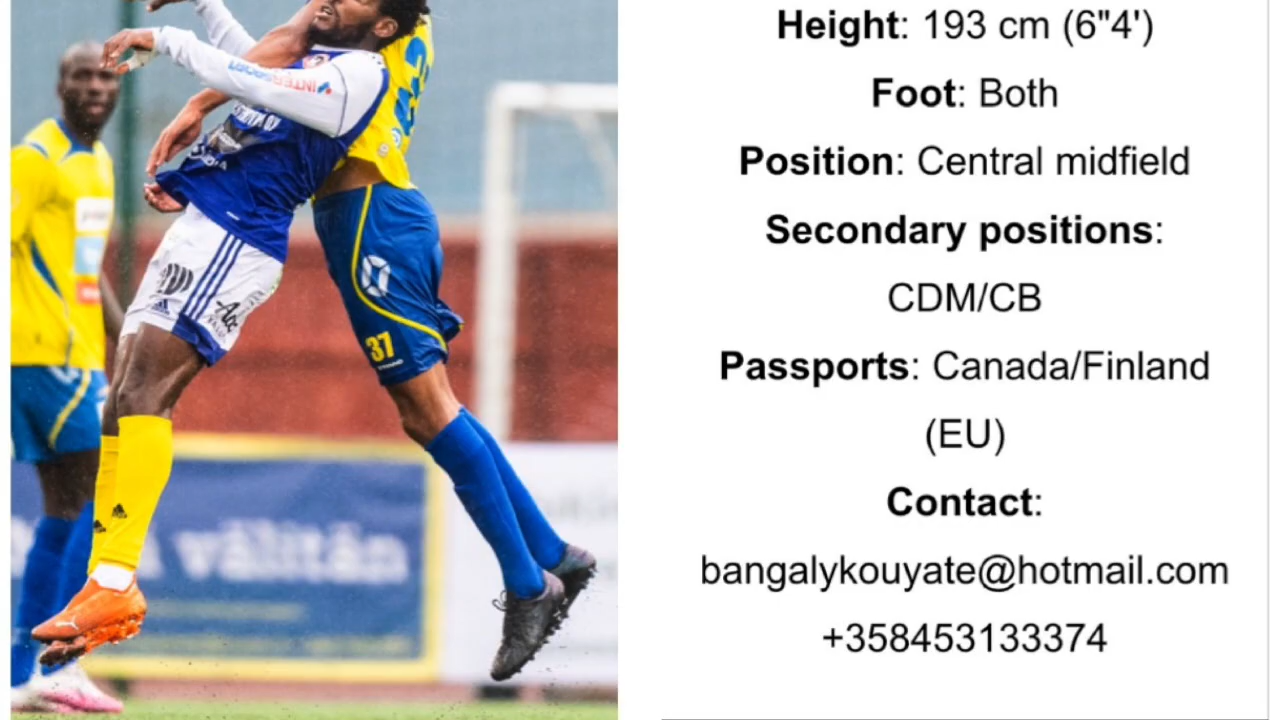 INTERSPORT
37
välitän
Height: 193 cm (6"4')
Foot: Both
Position: Central midfield
Secondary positions:
CDM/CB
Passports: Canada/Finland
(EU)
Contact:
bangalykouyate@hotmail.com
+358453133374